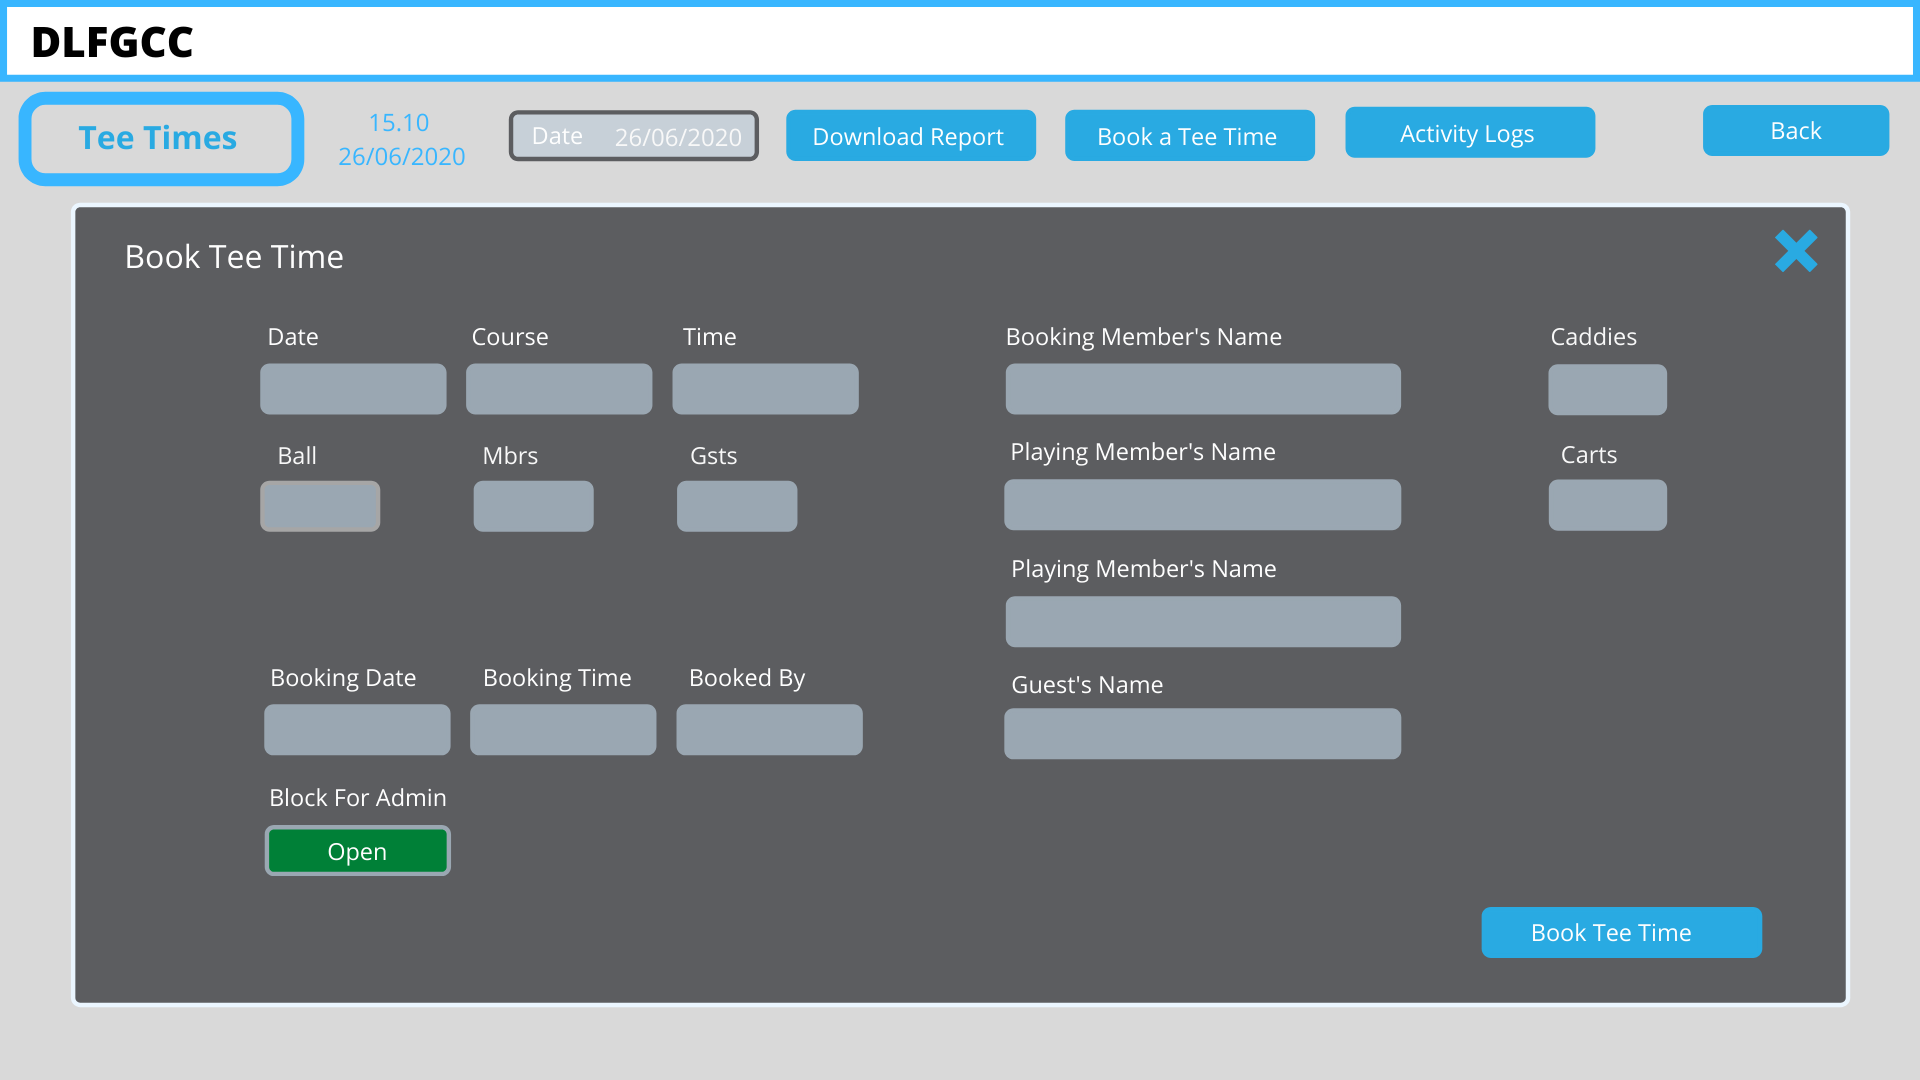 DLFGCC
Tee Times
15.10
26/06/2020
Date 26/06/2020
Download Report
Book a Tee Time
Activity Logs
Back
Book Tee Time
Date Course Time
Ball Mbrs Gsts
Booking Date Booking Time Booked By
Block For Admin
Open
Booking Member's Name
Playing Member's Name
Playing Member's Name
Guest's Name
Caddies
Carts
Book Tee Time